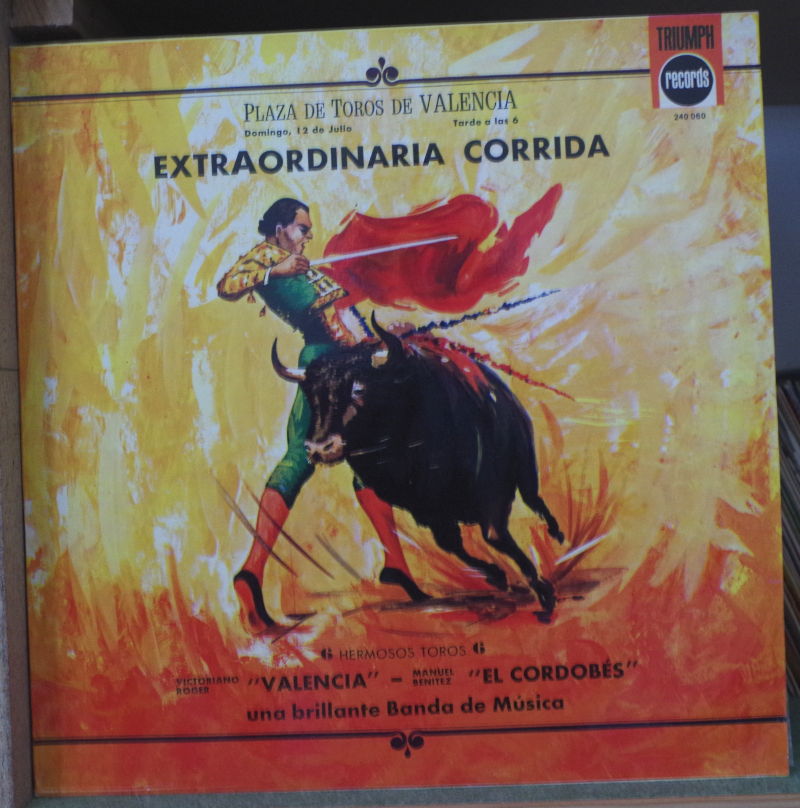 TRIUMPH
records
240 060
PLAZA DE TOROS DE VALENCIA
Domingo, 12 de Julio Tarde a las 6
EXTRAORDINARIA CORRIDA
6 HERMOSOS TOROS 6
VICTORIANO ROGER "VALENCIA" - MANUEL BENITEZ "EL CORDOBÉS"
una brillante Banda de Música